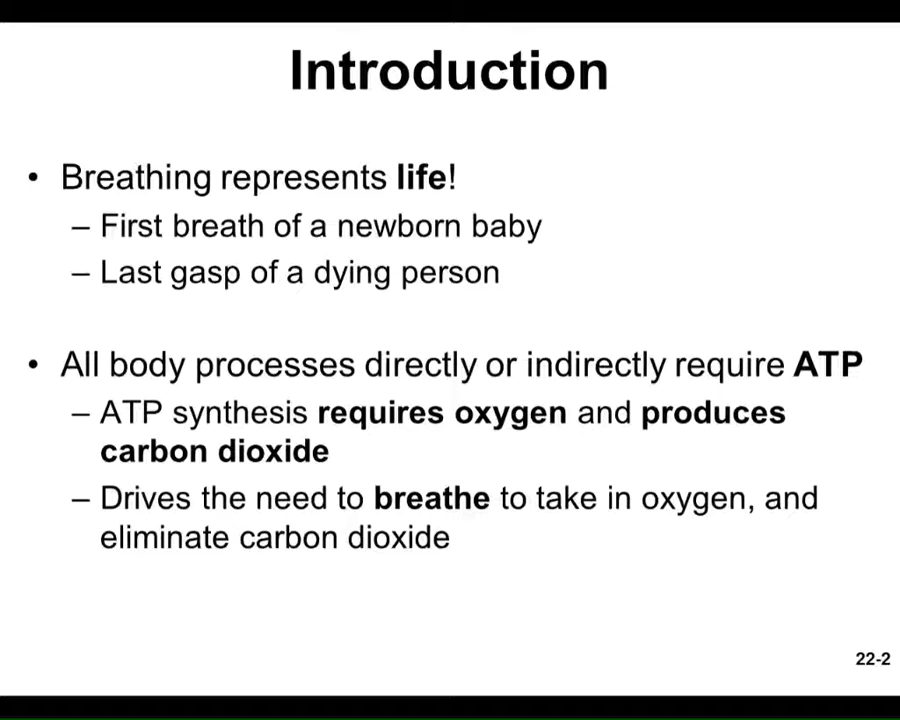 Introduction
• Breathing represents life!
– First breath of a newborn baby
– Last gasp of a dying person
• All body processes directly or indirectly require ATP
– ATP synthesis requires oxygen and produces
carbon dioxide
– Drives the need to breathe to take in oxygen, and
eliminate carbon dioxide
22-2